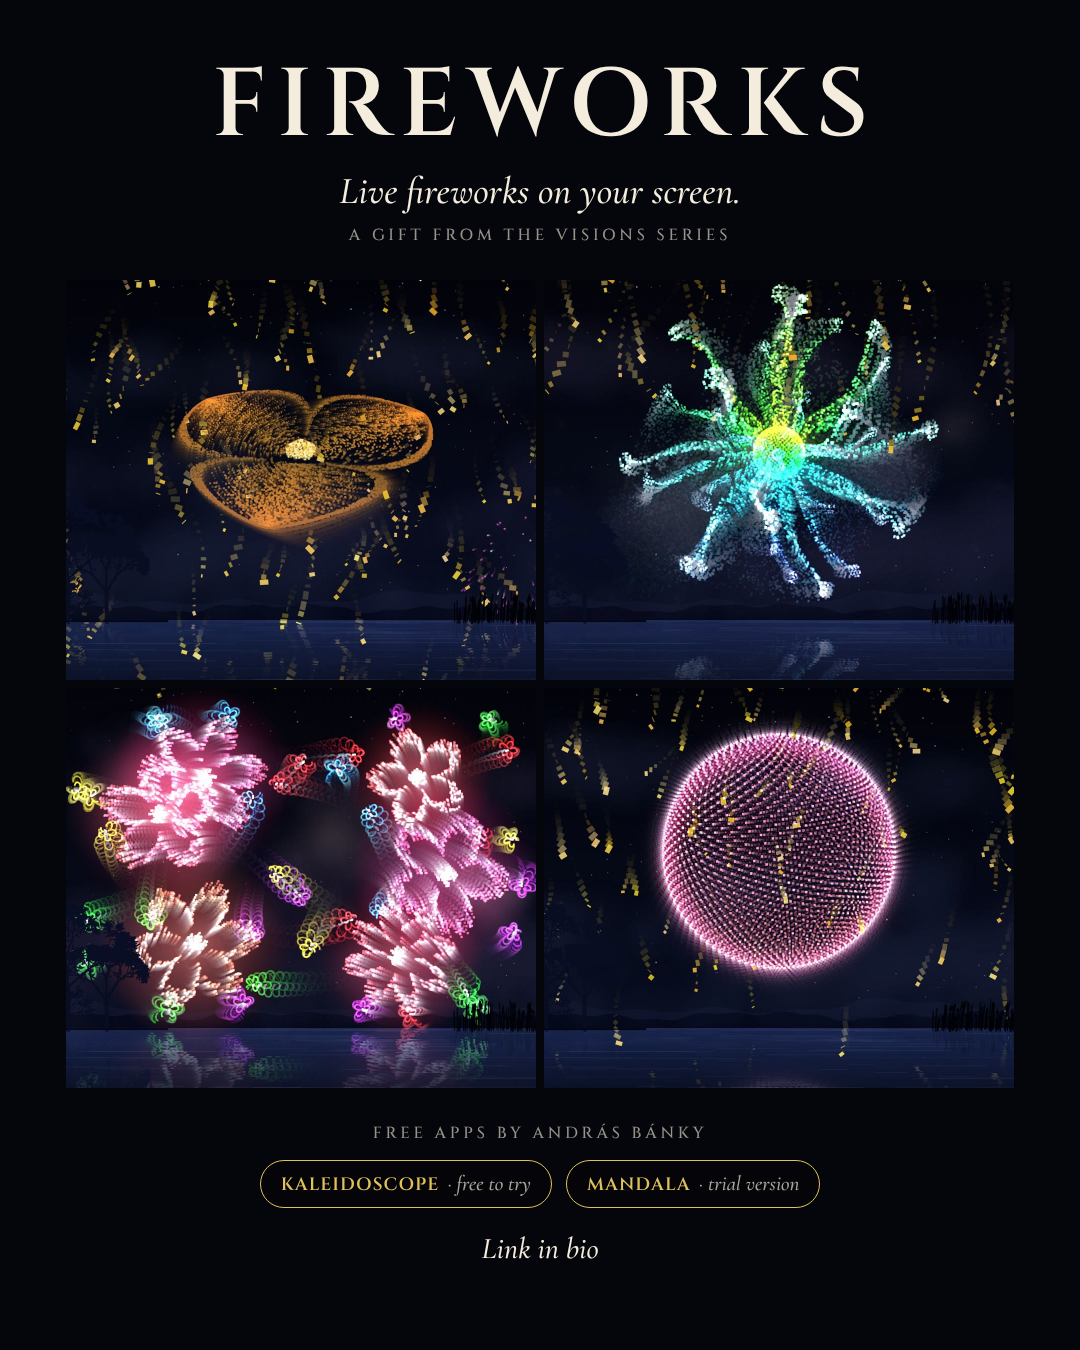 FIREWORKS
Live fireworks on your screen.
A GIFT FROM THE VISIONS SERIES
FREE APPS BY ANDRÁS BÁNKY
KALEIDOSCOPE · free to try
MANDALA · trial version
Link in bio